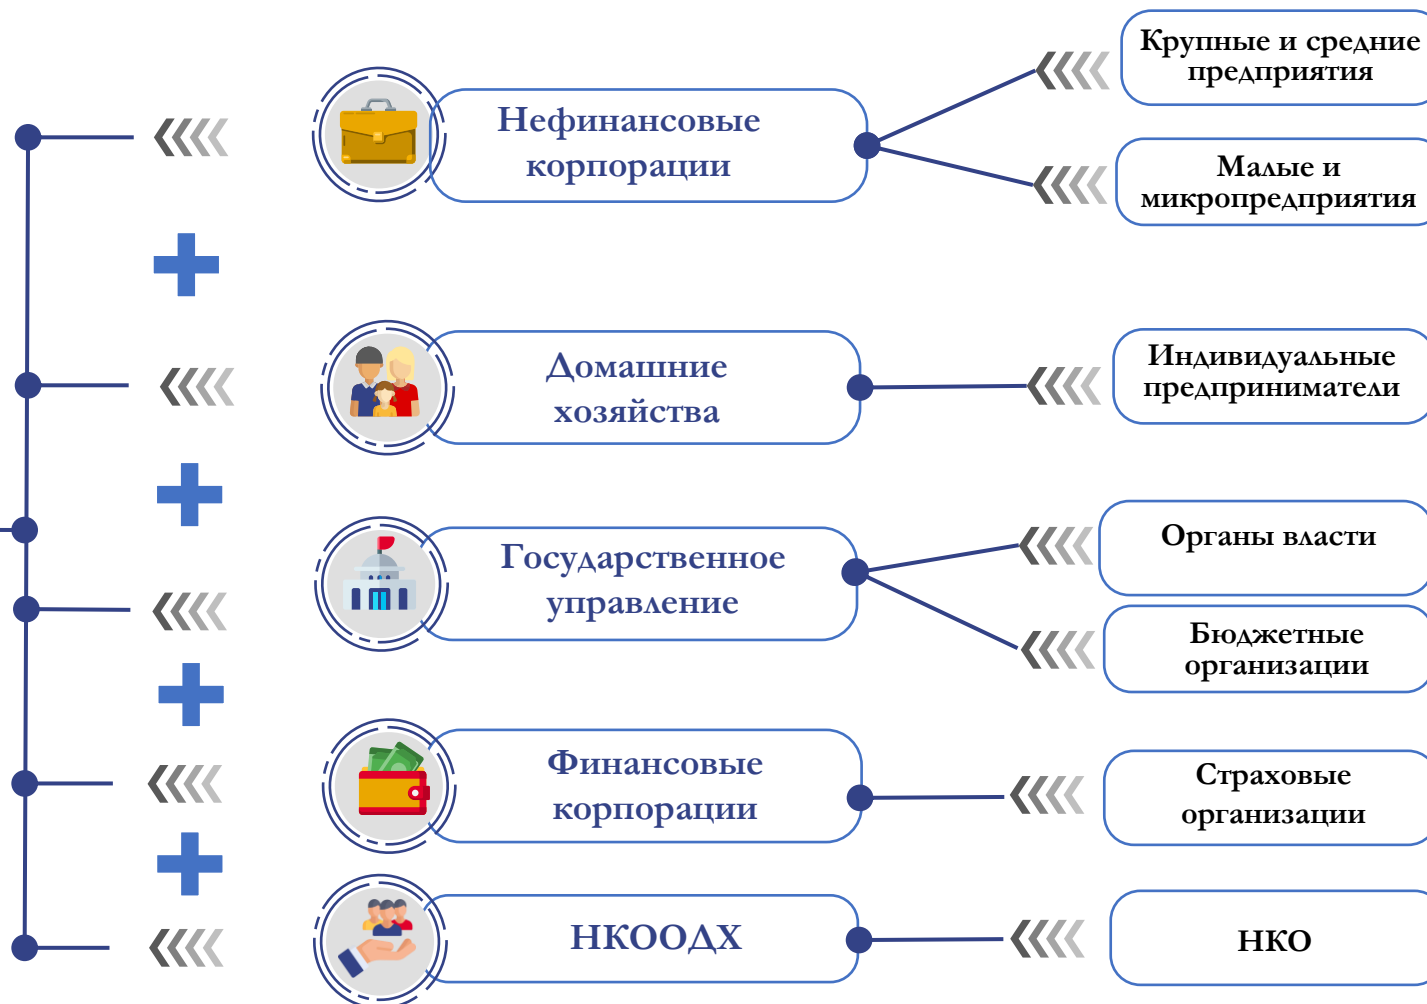 Крупные и средние
предприятия
Нефинансовые
корпорации
Малые и
микропредприятия
Домашние
хозяйства
Индивидуальные
предприниматели
Государственное
управление
Органы власти
Бюджетные
организации
Финансовые
корпорации
Страховые
организации
НКООДХ
НКО